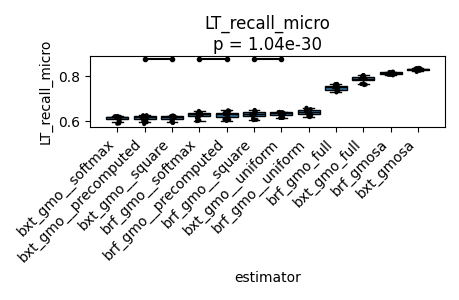 LT_recall_micro
p = 1.04e-30
LT_recall_micro
0.8
0.6
bxt_gmo__softmax
bxt_gmo__precomputed
bxt_gmo__square
brf_gmo__softmax
brf_gmo__precomputed
brf_gmo__square
bxt_gmo__uniform
brf_gmo__uniform
brf_gmo_full
bxt_gmo_full
brf_gmosa
bxt_gmosa
estimator